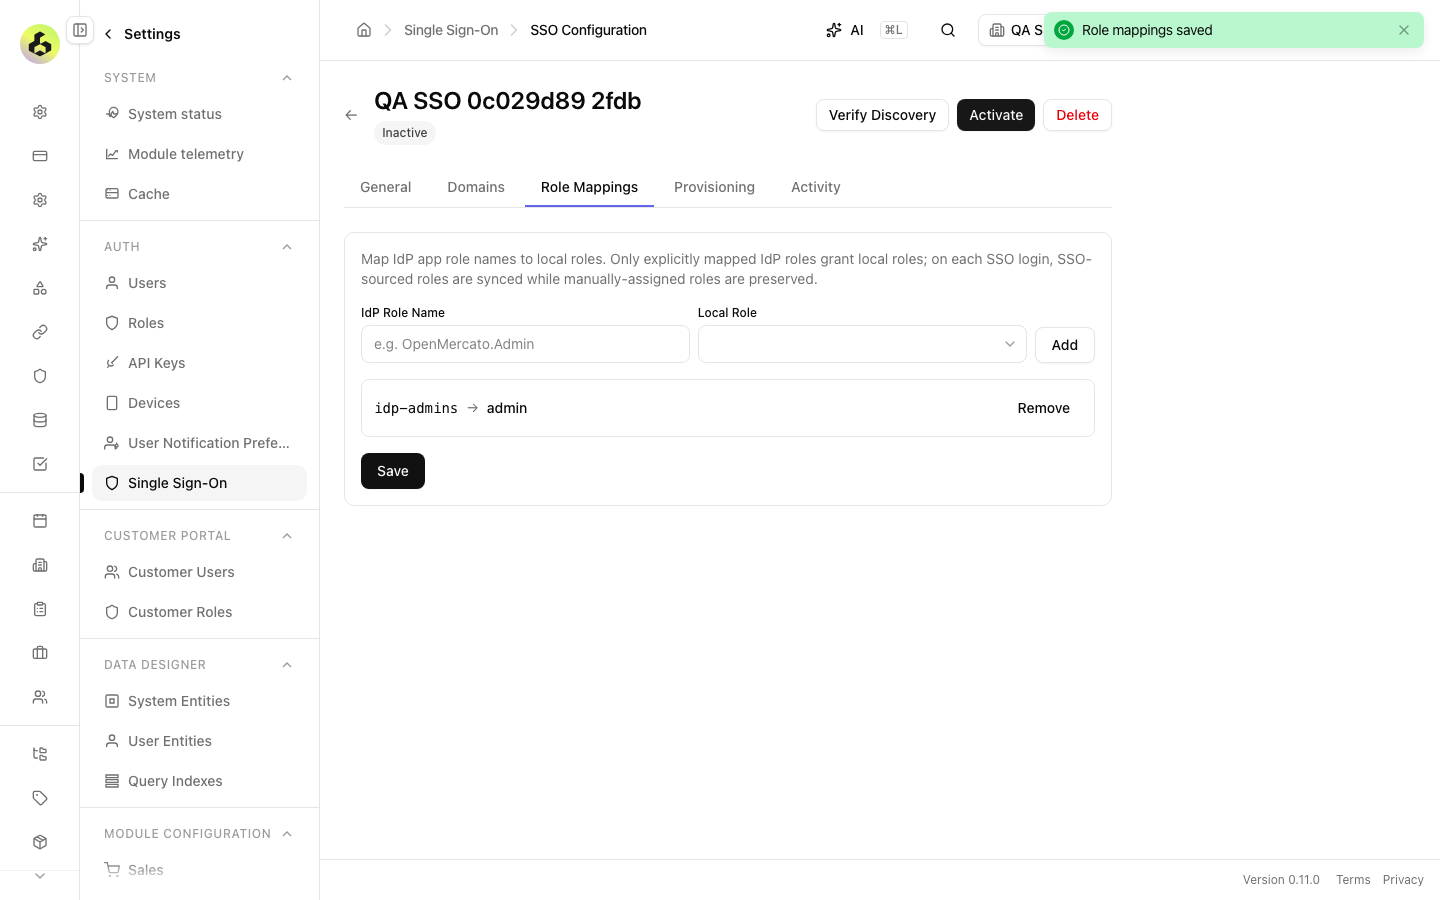 Settings
SYSTEM
System status
Module telemetry
Cache
AUTH
Users
Roles
API Keys
Devices
User Notification Prefe...
Single Sign-On
CUSTOMER PORTAL
Customer Users
Customer Roles
DATA DESIGNER
System Entities
User Entities
Query Indexes
MODULE CONFIGURATION
Sales
Single Sign-On
SSO Configuration
AI
⌘L
QA S
Role mappings saved
QA SSO 0c029d89 2fdb
Inactive
Verify Discovery
Activate
Delete
General
Domains
Role Mappings
Provisioning
Activity
Map IdP app role names to local roles. Only explicitly mapped IdP roles grant local roles; on each SSO login, SSO-
sourced roles are synced while manually-assigned roles are preserved.
IdP Role Name
Local Role
e.g. OpenMercato.Admin
Add
idp-admins → admin
Remove
Save
Version 0.11.0
Terms
Privacy